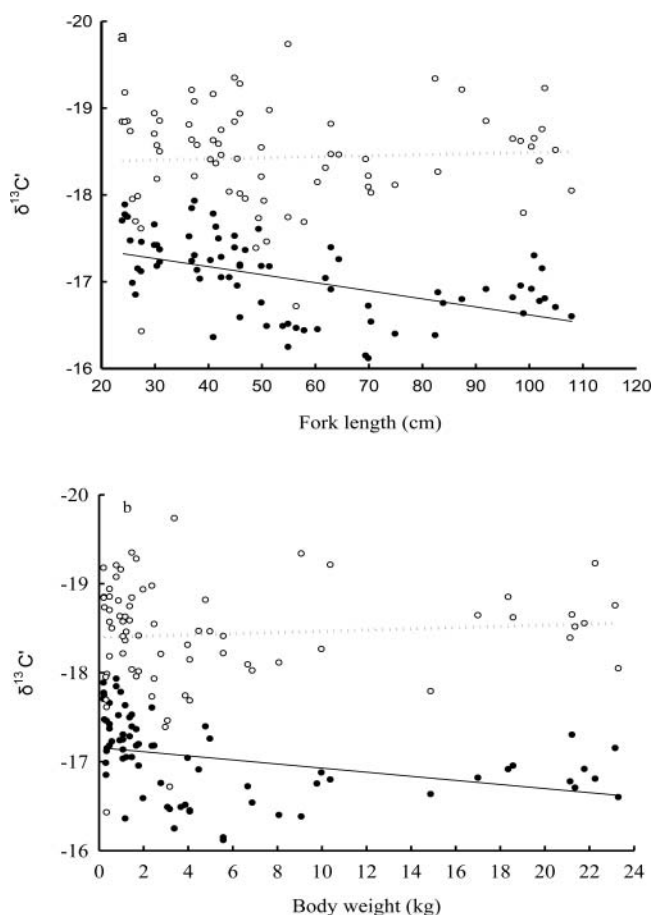 a
-20
-19
-18
-17
-16
δ13C'
20 30 40 50 60 70 80 90 100 110 120
Fork length (cm)
b
-20
-19
-18
-17
-16
δ13C'
0 2 4 6 8 10 12 14 16 18 20 22 24
Body weight (kg)